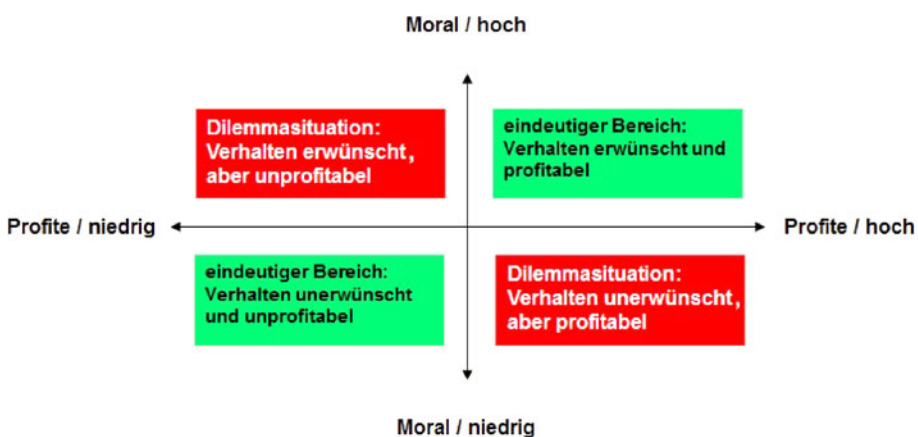 Moral / hoch
Dilemmasituation:
Verhalten erwünscht,
aber unprofitabel
eindeutiger Bereich:
Verhalten erwünscht und
profitabel
Profite / niedrig
Profite / hoch
eindeutiger Bereich:
Verhalten unerwünscht
und unprofitabel
Dilemmasituation:
Verhalten unerwünscht,
aber profitabel
Moral / niedrig